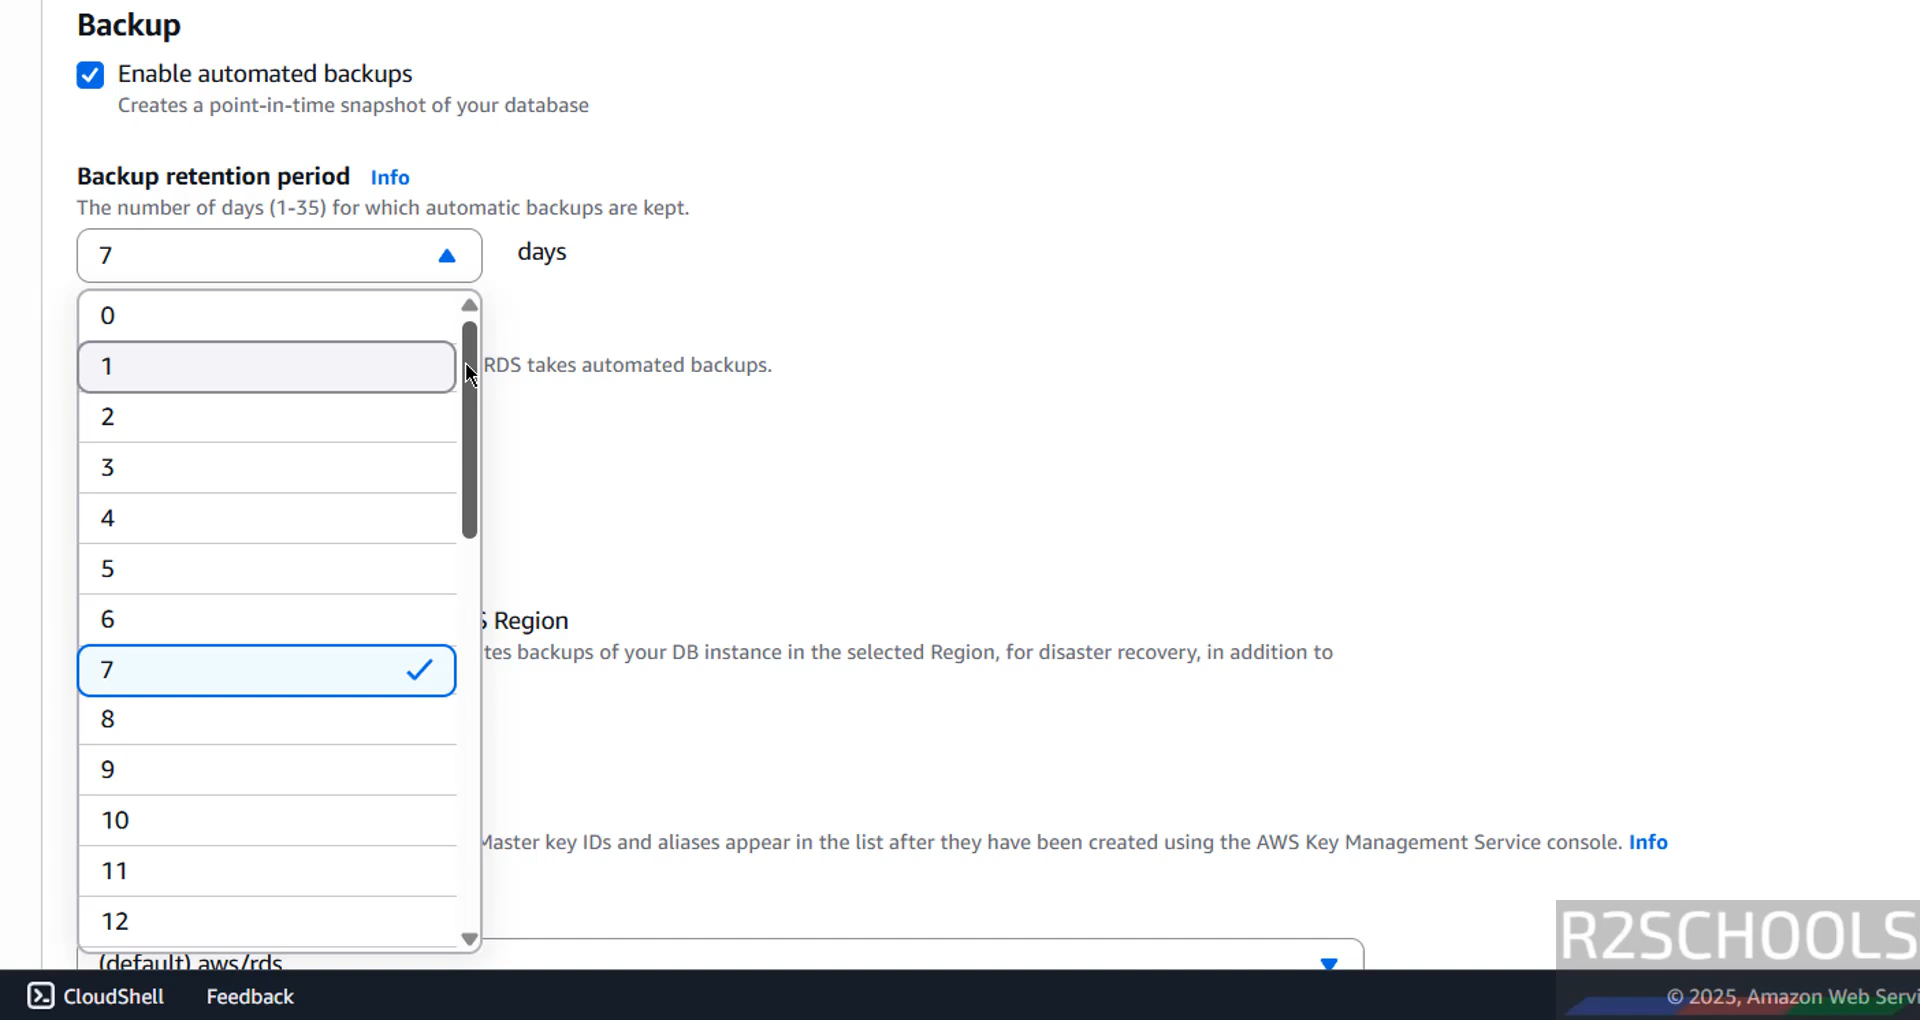 Backup
Enable automated backups
Creates a point-in-time snapshot of your database
Backup retention period Info
The number of days (1-35) for which automatic backups are kept.
7 days
0
1
RDS takes automated backups.
2
3
4
5
6
Region
tes backups of your DB instance in the selected Region, for disaster recovery, in addition to
7
8
9
10
Master key IDs and aliases appear in the list after they have been created using the AWS Key Management Service console. Info
11
12
(default) aws/rds
R2SCHOOLS
CloudShell Feedback
© 2025, Amazon Web Servi